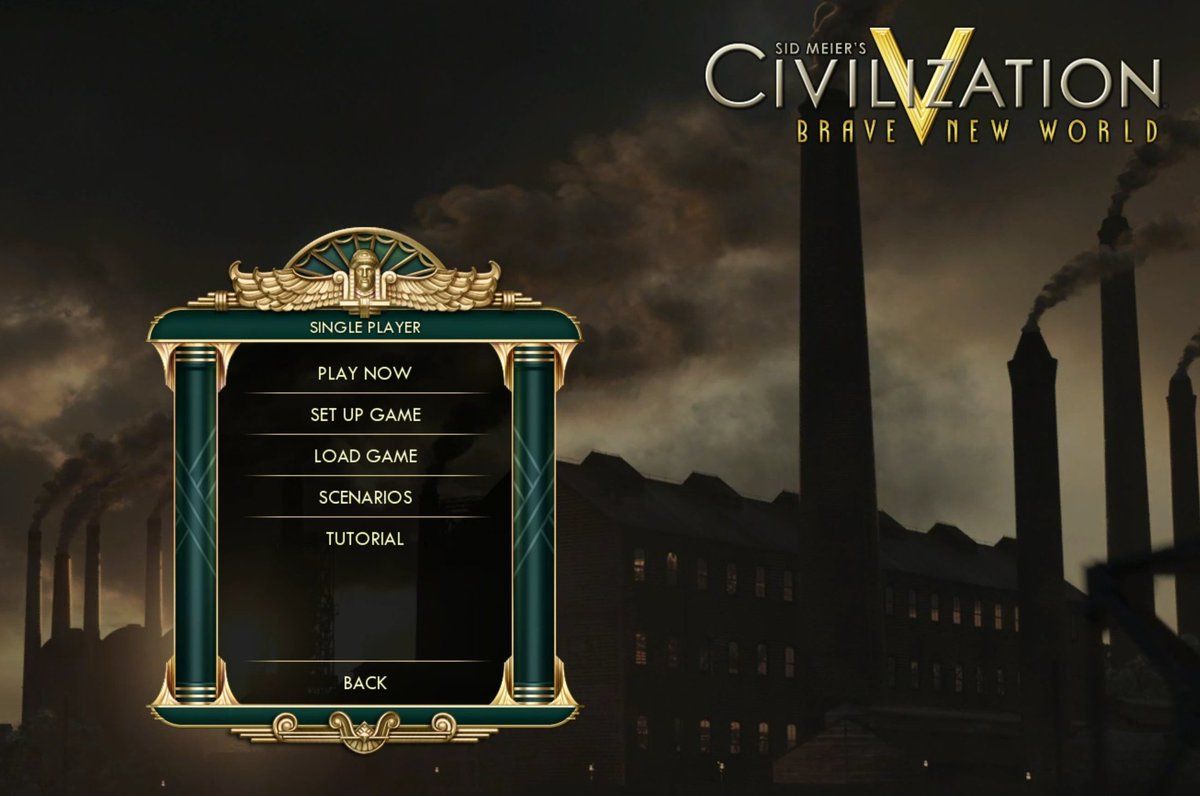 SID MEIER'S
CIVILIZATION V
BRAVE NEW WORLD
SINGLE PLAYER
PLAY NOW
SET UP GAME
LOAD GAME
SCENARIOS
TUTORIAL
BACK